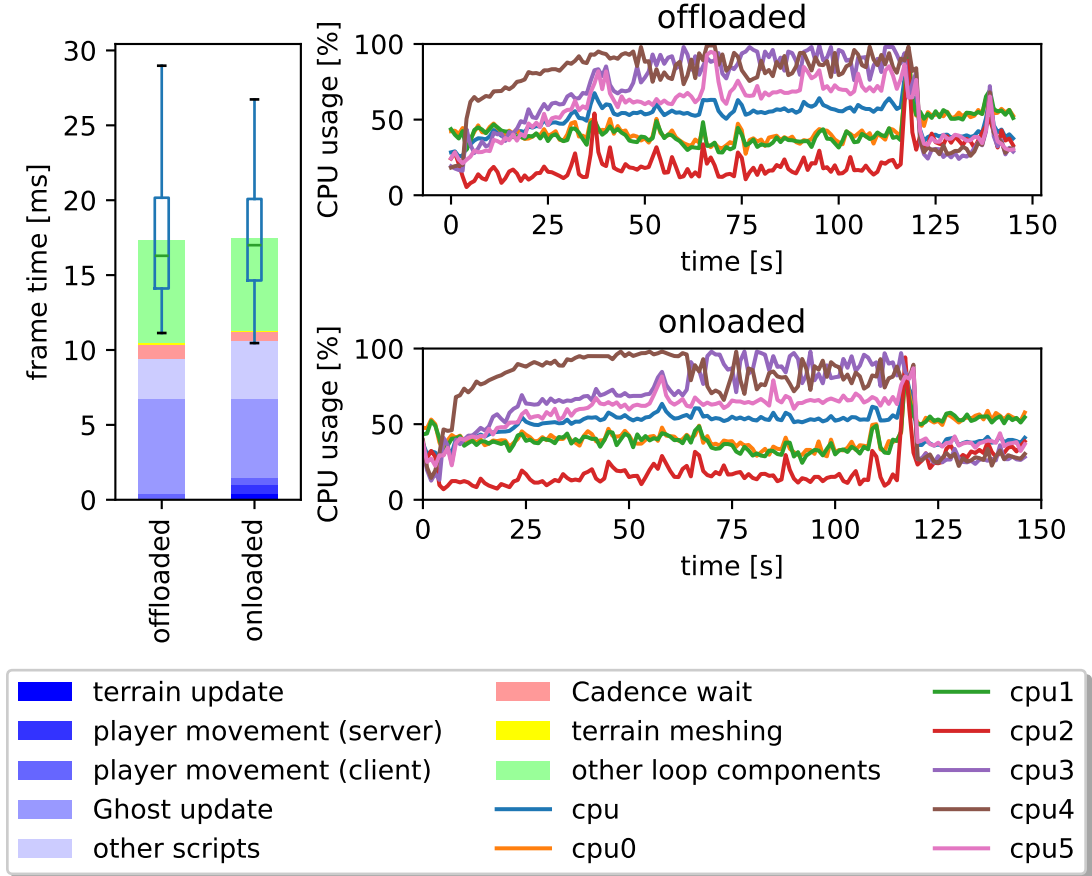 frame time [ms]
30
25
20
15
10
5
0
offloaded
onloaded
offloaded
CPU usage [%]
100
50
0
0 25 50 75 100 125 150
time [s]
onloaded
CPU usage [%]
100
50
0
0 25 50 75 100 125 150
time [s]
terrain update
player movement (server)
player movement (client)
Ghost update
other scripts
Cadence wait
terrain meshing
other loop components
cpu
cpu0
cpu1
cpu2
cpu3
cpu4
cpu5